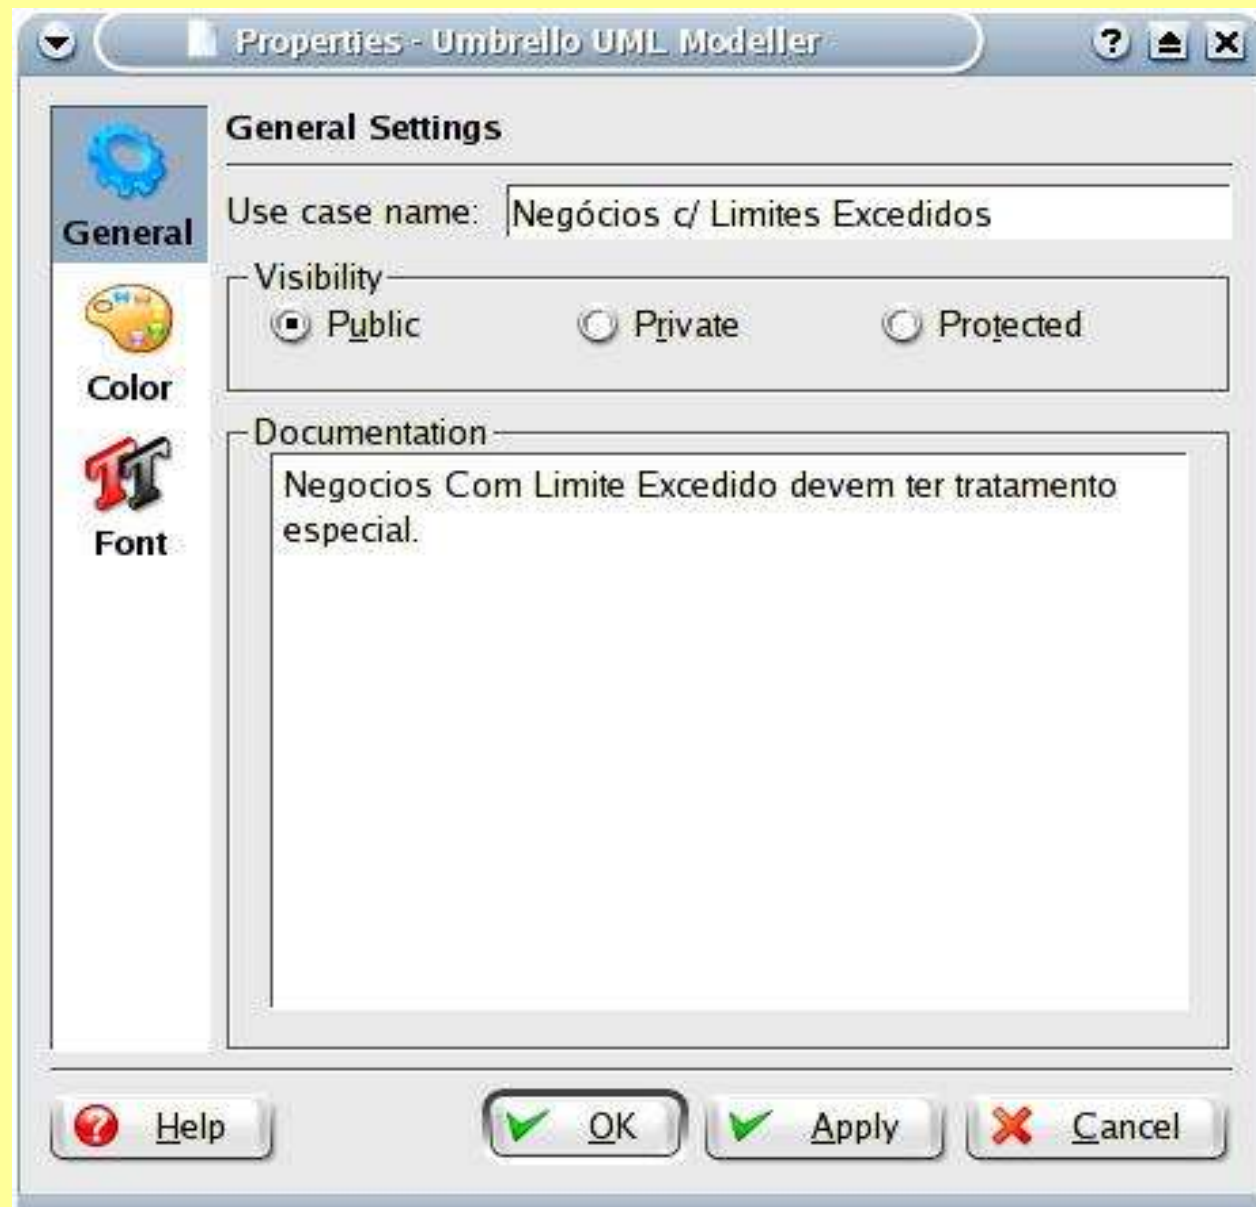 Properties - Umbrello UML Modeller
General Settings
General
Use case name: Negócios c/ Limites Excedidos
Visibility
Public Private Protected
Color
Documentation
Negocios Com Limite Excedido devem ter tratamento
especial.
Font
Help OK Apply Cancel